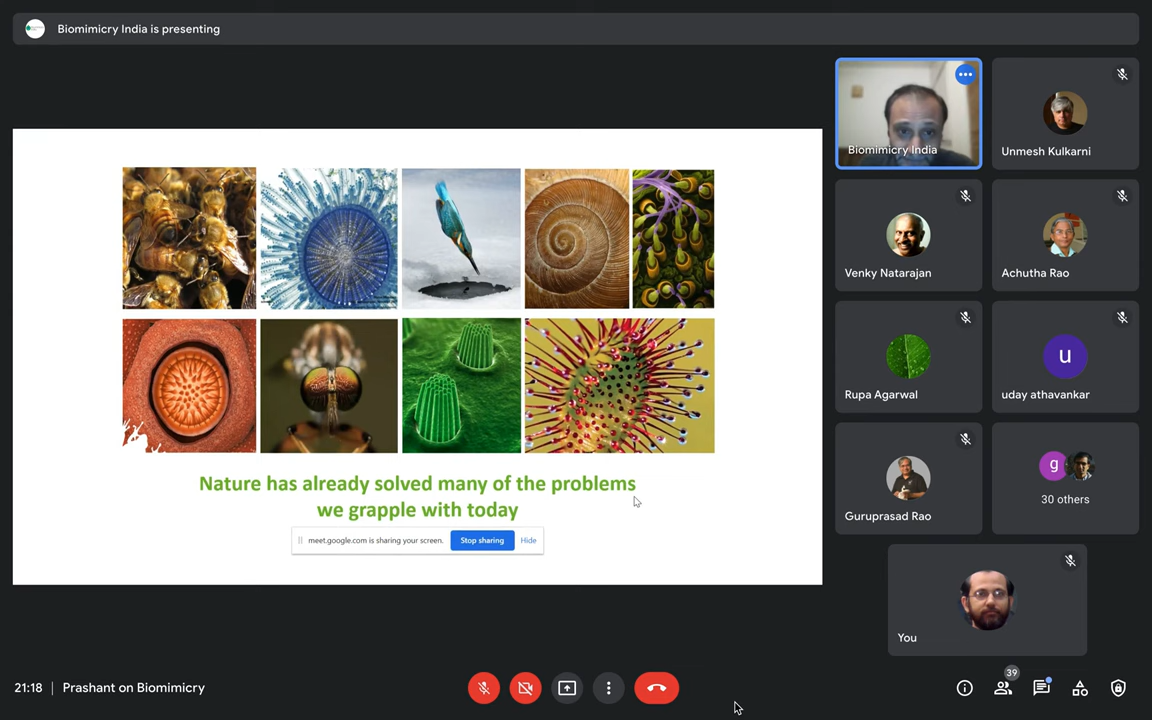 Biomimicry India is presenting
Nature has already solved many of the problems
we grapple with today
meet.google.com is sharing your screen.
Stop sharing
Hide
Biomimicry India
Unmesh Kulkarni
Venky Natarajan
Achutha Rao
Rupa Agarwal
u
uday athavankar
Guruprasad Rao
g
30 others
You
21:18 | Prashant on Biomimicry
39